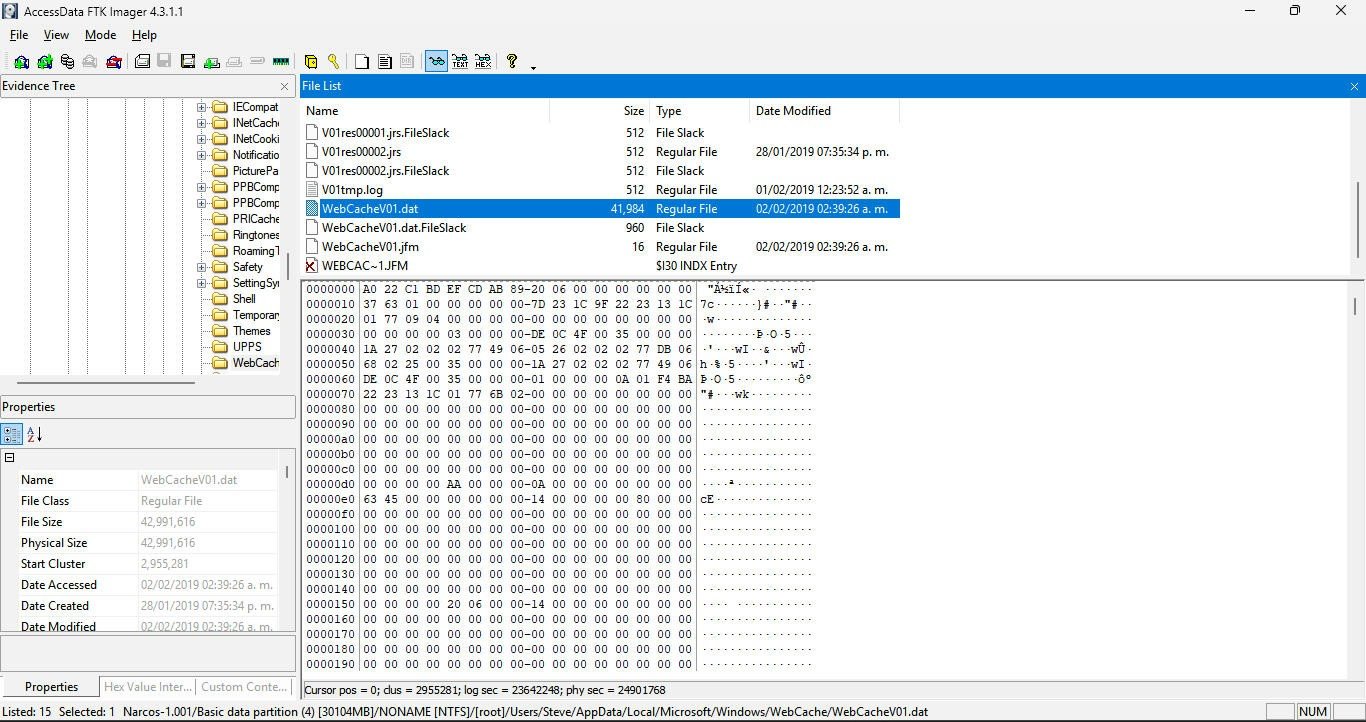 AccessData FTK Imager 4.3.1.1
File View Mode Help
Evidence Tree
IECompat
INetCach
INetCooki
Notificatio
PicturePa
PPBComp
PPBComp
PRICache
Ringtones
RoamingT
Safety
SettingSyn
Shell
Temporar
Themes
UPPS
WebCach
Properties
Name WebCacheV01.dat
File Class Regular File
File Size 42,991,616
Physical Size 42,991,616
Start Cluster 2,955,281
Date Accessed 02/02/2019 02:39:26 a. m.
Date Created 28/01/2019 07:35:34 p. m.
Date Modified 02/02/2019 02:39:26 a. m.
Properties Hex Value Inter... Custom Conte...
File List
Name Size Type Date Modified
V01res00001.jrs.FileSlack 512 File Slack
V01res00002.jrs 512 Regular File 28/01/2019 07:35:34 p. m.
V01res00002.jrs.FileSlack 512 File Slack
V01tmp.log 512 Regular File 01/02/2019 12:23:52 a. m.
WebCacheV01.dat 41,984 Regular File 02/02/2019 02:39:26 a. m.
WebCacheV01.dat.FileSlack 960 File Slack
WebCacheV01.jfm 16 Regular File 02/02/2019 02:39:26 a. m.
WEBCAC~1.JFM $I30 INDX Entry
0000000 A0 22 C1 BD EF CD AB 89-20 06 00 00 00 00 00 00 "Á½ïÍ«· ·······
0000010 37 63 01 00 00 00 00 00-7D 23 1C 9F 22 23 13 1C 7c······}#··"#··
0000020 01 77 09 04 00 00 00 00-00 00 00 00 00 00 00 00 ·w··············
0000030 00 00 00 00 03 00 00 00-DE 0C 4F 00 35 00 00 00 ········Þ·O·5···
0000040 1A 27 02 02 02 77 49 06-05 26 02 02 02 77 DB 06 ·'···wI··&···wÛ·
0000050 68 02 25 00 35 00 00 00-1A 27 02 02 02 77 49 06 h·%·5····'···wI·
0000060 DE 0C 4F 00 35 00 00 00-01 00 00 00 0A 01 F4 BA Þ·O·5·········ôº
0000070 22 23 13 1C 01 77 6B 02-00 00 00 00 00 00 00 00 "#···wk·········
0000080 00 00 00 00 00 00 00 00-00 00 00 00 00 00 00 00 ················
0000090 00 00 00 00 00 00 00 00-00 00 00 00 00 00 00 00 ················
00000a0 00 00 00 00 00 00 00 00-00 00 00 00 00 00 00 00 ················
00000b0 00 00 00 00 00 00 00 00-00 00 00 00 00 00 00 00 ················
00000c0 00 00 00 00 00 00 00 00-00 00 00 00 00 00 00 00 ················
00000d0 00 00 00 00 AA 00 00 00-0A 00 00 00 00 00 00 00 ····ª···········
00000e0 63 45 00 00 00 00 00 00-14 00 00 00 00 80 00 00 cE··············
00000f0 00 00 00 00 00 00 00 00-00 00 00 00 00 00 00 00 ················
0000100 00 00 00 00 00 00 00 00-00 00 00 00 00 00 00 00 ················
0000110 00 00 00 00 00 00 00 00-00 00 00 00 00 00 00 00 ················
0000120 00 00 00 00 00 00 00 00-00 00 00 00 00 00 00 00 ················
0000130 00 00 00 00 00 00 00 00-00 00 00 00 00 00 00 00 ················
0000140 00 00 00 00 00 00 00 00-00 00 00 00 00 00 00 00 ················
0000150 00 00 00 00 20 06 00 00-14 00 00 00 00 00 00 00 ···· ···········
0000160 00 00 00 00 00 00 00 00-00 00 00 00 00 00 00 00 ················
0000170 00 00 00 00 00 00 00 00-00 00 00 00 00 00 00 00 ················
0000180 00 00 00 00 00 00 00 00-00 00 00 00 00 00 00 00 ················
0000190 00 00 00 00 00 00 00 00-00 00 00 00 00 00 00 00 ················
Cursor pos = 0; clus = 2955281; log sec = 23642248; phy sec = 24901768
Listed: 15 Selected: 1 Narcos-1.001/Basic data partition (4) [30104MB]/NONAME [NTFS]/[root]/Users/Steve/AppData/Local/Microsoft/Windows/WebCache/WebCacheV01.dat NUM